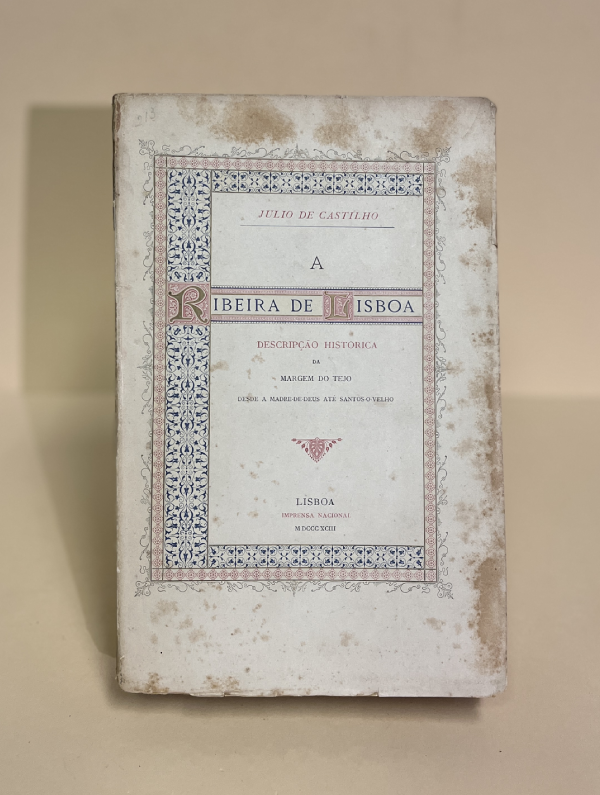 JULIO DE CASTILHO
A
RIBEIRA DE LISBOA
DESCRIPÇÃO HISTORICA
DA
MARGEM DO TEJO
DESDE A MADRE-DE-DEUS ATE SANTOS-O-VELHO
LISBOA
IMPRENSA NACIONAL
MDCCCXCIII